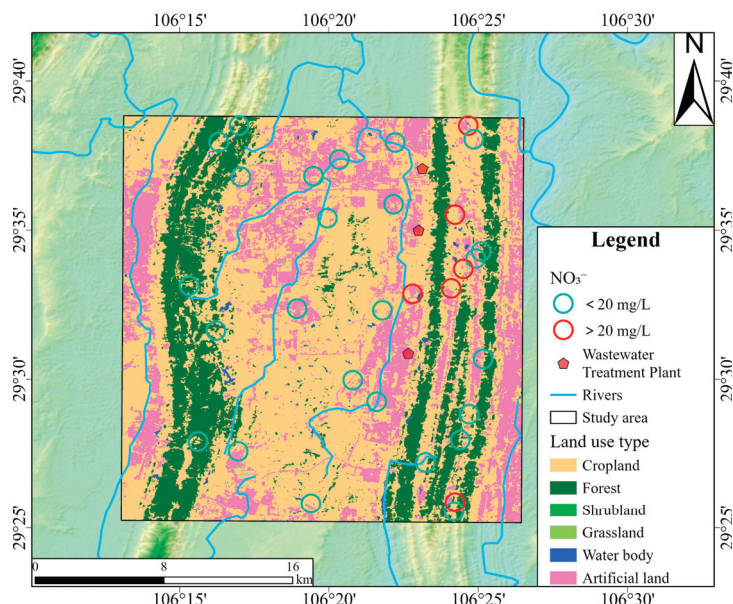 106°15' 106°20' 106°25' 106°30'
29°40'
29°35'
29°30'
29°25'
N
29°40'
29°35'
29°30'
29°25'
Legend
NO₃⁻
< 20 mg/L
> 20 mg/L
Wastewater
Treatment Plant
Rivers
Study area
Land use type
Cropland
Forest
Shrubland
Grassland
Water body
Artificial land
0 8 16
km
106°15' 106°20' 106°25' 106°30'